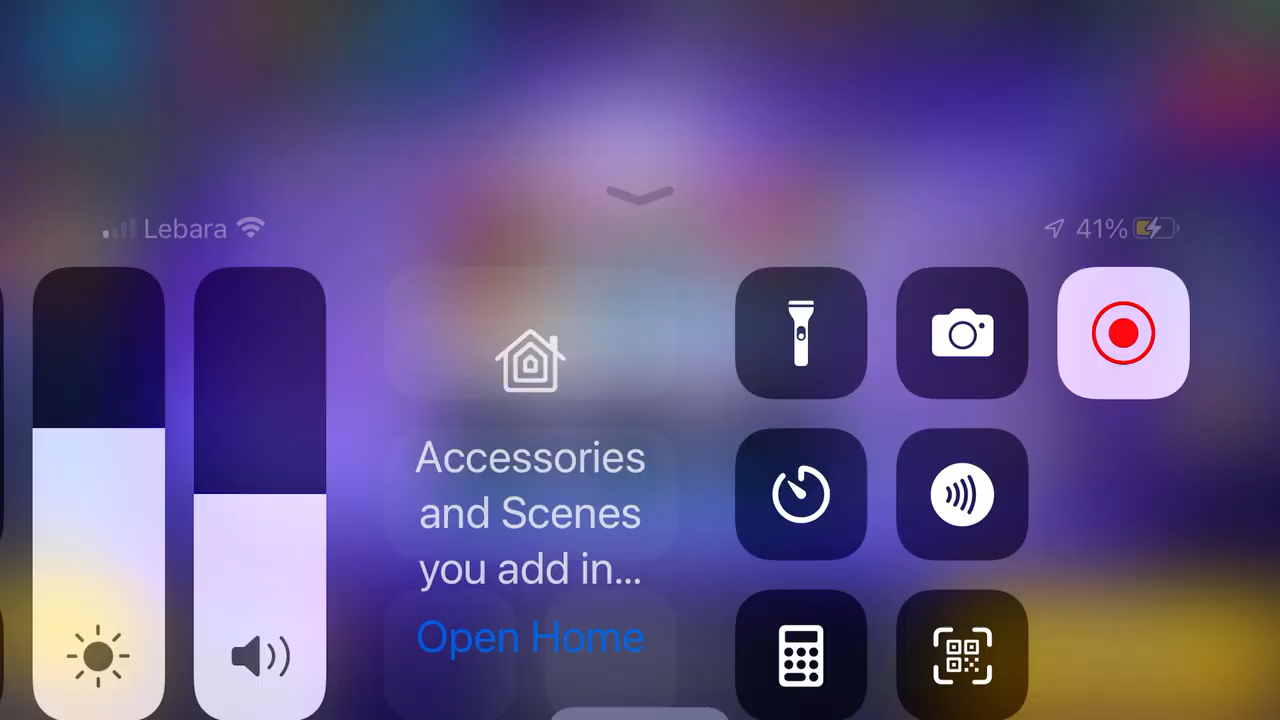 Lebara
41%
Accessories
and Scenes
you add in...
Open Home